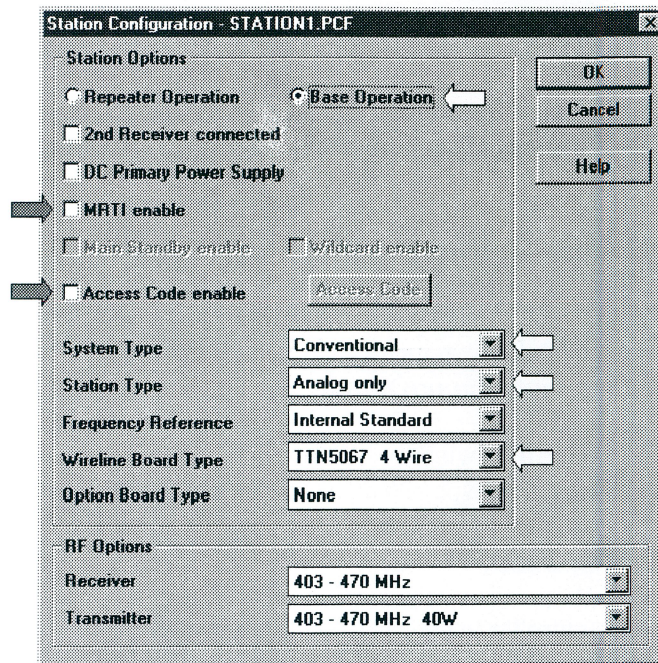 Station Configuration - STATION1.PCF
Station Options
Repeater Operation
Base Operation
OK
Cancel
Help
2nd Receiver connected
DC Primary Power Supply
MRTI enable
Main Standby enable
Wildcard enable
Access Code enable
Access Code
System Type
Conventional
Station Type
Analog only
Frequency Reference
Internal Standard
Wireline Board Type
TTN5067 4 Wire
Option Board Type
None
RF Options
Receiver
403 - 470 MHz
Transmitter
403 - 470 MHz 40W